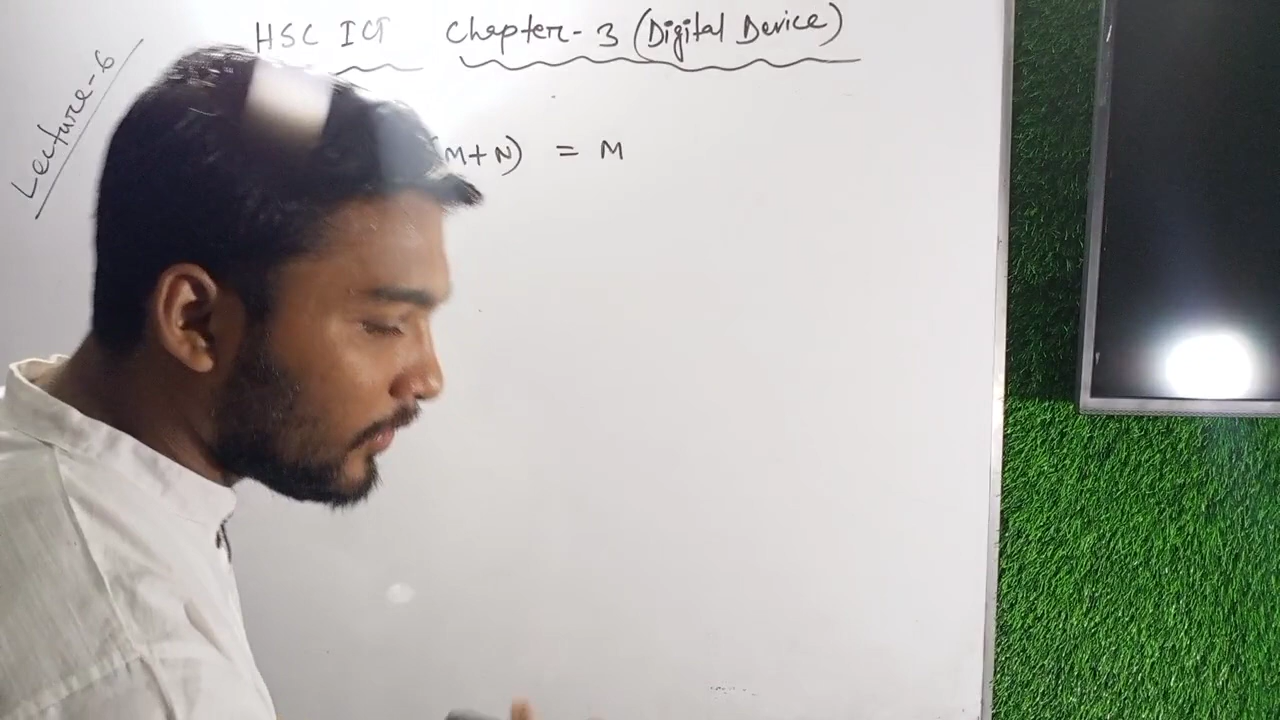 HSC ICT Chapter-3 (Digital Device)
Lecture-6
(M+N) = M